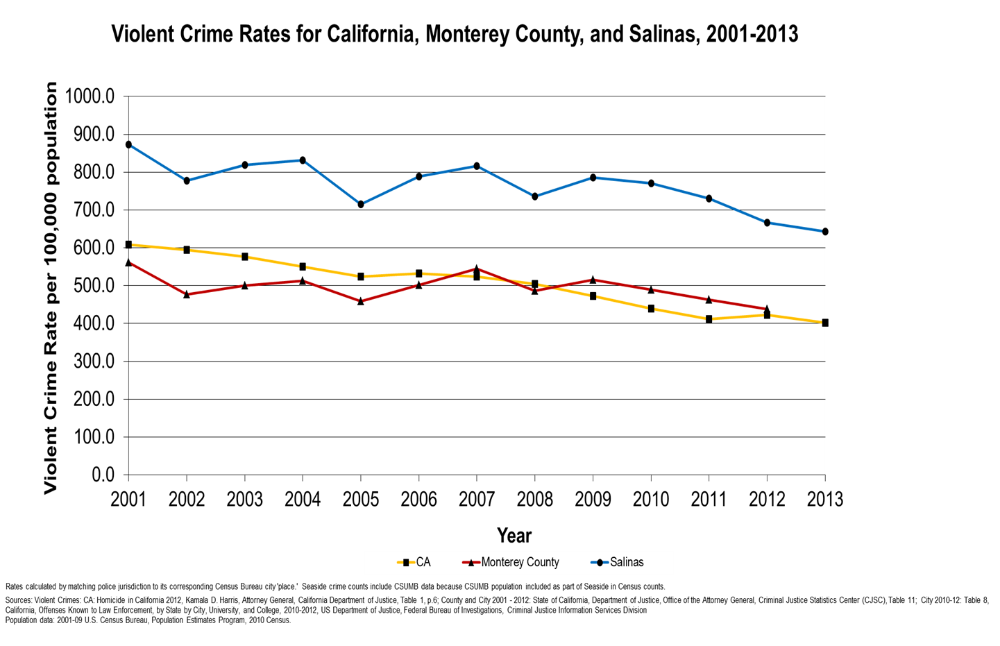 Violent Crime Rates for California, Monterey County, and Salinas, 2001-2013
Violent Crime Rate per 100,000 population
1000.0
900.0
800.0
700.0
600.0
500.0
400.0
300.0
200.0
100.0
0.0
2001 2002 2003 2004 2005 2006 2007 2008 2009 2010 2011 2012 2013
Year
CA Monterey County Salinas
Rates calculated by matching police jurisdiction to its corresponding Census Bureau city 'place.' Seaside crime counts include CSUMB data because CSUMB population included as part of Seaside in Census counts.
Sources: Violent Crimes: CA: Homicide in California 2012, Kamala D. Harris, Attorney General, California Department of Justice, Table 1, p.6; County and City 2001 - 2012: State of California, Department of Justice, Office of the Attorney General, Criminal Justice Statistics Center (CJSC), Table 11; City 2010-12: Table 8,
California, Offenses Known to Law Enforcement, by State by City, University, and College, 2010-2012, US Department of Justice, Federal Bureau of Investigations, Criminal Justice Information Services Division
Population data: 2001-09 U.S. Census Bureau, Population Estimates Program, 2010 Census.